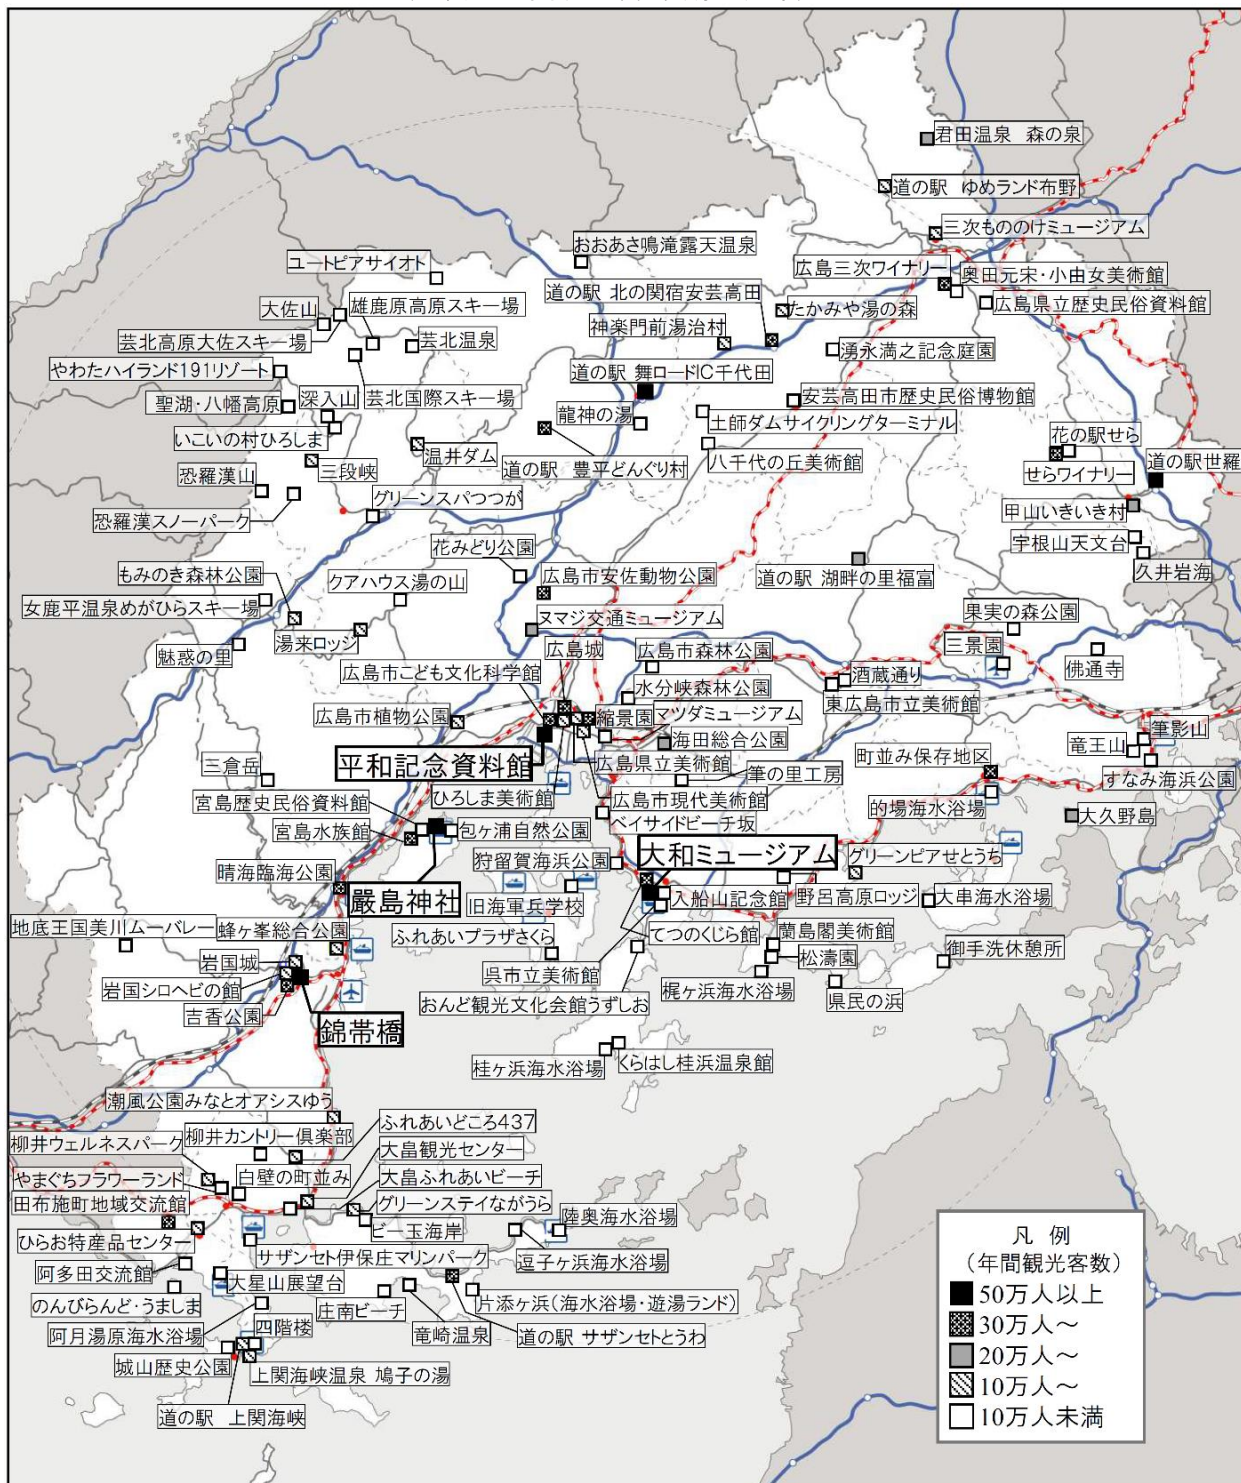 君田温泉 森の泉
道の駅 ゆめランド布野
三次もののけミュージアム
おおあさ鳴滝露天温泉
ユートピアサイオト
広島三次ワイナリー
奥田元宋・小由女美術館
道の駅 北の関宿安芸高田
雄鹿原高原スキー場
大佐山
たかみや湯の森
広島県立歴史民俗資料館
神楽門前湯治村
芸北高原大佐スキー場
芸北温泉
湧永満之記念庭園
やわたハイランド191リゾート
道の駅 舞ロードIC千代田
深入山
芸北国際スキー場
安芸高田市歴史民俗博物館
聖湖・八幡高原
龍神の湯
土師ダムサイクリングターミナル
いこいの村ひろしま
花の駅せら
温井ダム
八千代の丘美術館
三段峡
道の駅 豊平どんぐり村
せらワイナリー
道の駅世羅
恐羅漢山
グリーンスパつつが
恐羅漢スノーパーク
甲山いきいき村
花みどり公園
宇根山天文台
もみのき森林公園
クアハウス湯の山
広島市安佐動物公園
道の駅 湖畔の里福富
久井岩海
女鹿平温泉めがひらスキー場
果実の森公園
ヌマジ交通ミュージアム
湯来ロッジ
魅惑の里
広島城
広島市森林公園
三景園
佛通寺
広島市こども文化科学館
酒蔵通り
水分峡森林公園
東広島市立美術館
広島市植物公園
縮景園
マツダミュージアム
筆影山
海田総合公園
竜王山
平和記念資料館
広島県立美術館
町並み保存地区
三倉岳
筆の里工房
すなみ海浜公園
宮島歴史民俗資料館
ひろしま美術館
広島市現代美術館
的場海水浴場
大久野島
宮島水族館
包ヶ浦自然公園
ベイサイドビーチ坂
大和ミュージアム
グリーンピアせとうち
狩留賀海浜公園
晴海臨海公園
厳島神社
旧海軍兵学校
入船山記念館
野呂高原ロッジ
大串海水浴場
地底王国美川ムーバレー
蜂ヶ峯総合公園
ふれあいプラザさくら
てつのくじら館
蘭島閣美術館
岩国城
呉市立美術館
松濤園
御手洗休憩所
岩国シロヘビの館
おんど観光文化会館うずしお
梶ヶ浜海水浴場
県民の浜
吉香公園
錦帯橋
桂ヶ浜海水浴場
くらはし桂浜温泉館
潮風公園みなとオアシスゆう
ふれあいどころ437
柳井ウェルネスパーク
柳井カントリー倶楽部
大畠観光センター
やまぐちフラワーランド
白壁の町並み
大畠ふれあいビーチ
田布施町地域交流館
グリーンステイながうら
陸奥海水浴場
ひらお特産品センター
ビー玉海岸
逗子ヶ浜海水浴場
サザンセト伊保庄マリンパーク
阿多田交流館
大星山展望台
のんびらんど・うましま
庄南ビーチ
片添ヶ浜(海水浴場・遊湯ランド)
阿月湯原海水浴場
四階楼
竜崎温泉
道の駅 サザンセトとうわ
城山歴史公園
上関海峡温泉 鳩子の湯
道の駅 上関海峡
凡 例
(年間観光客数)
50万人以上
30万人～
20万人～
10万人～
10万人未満